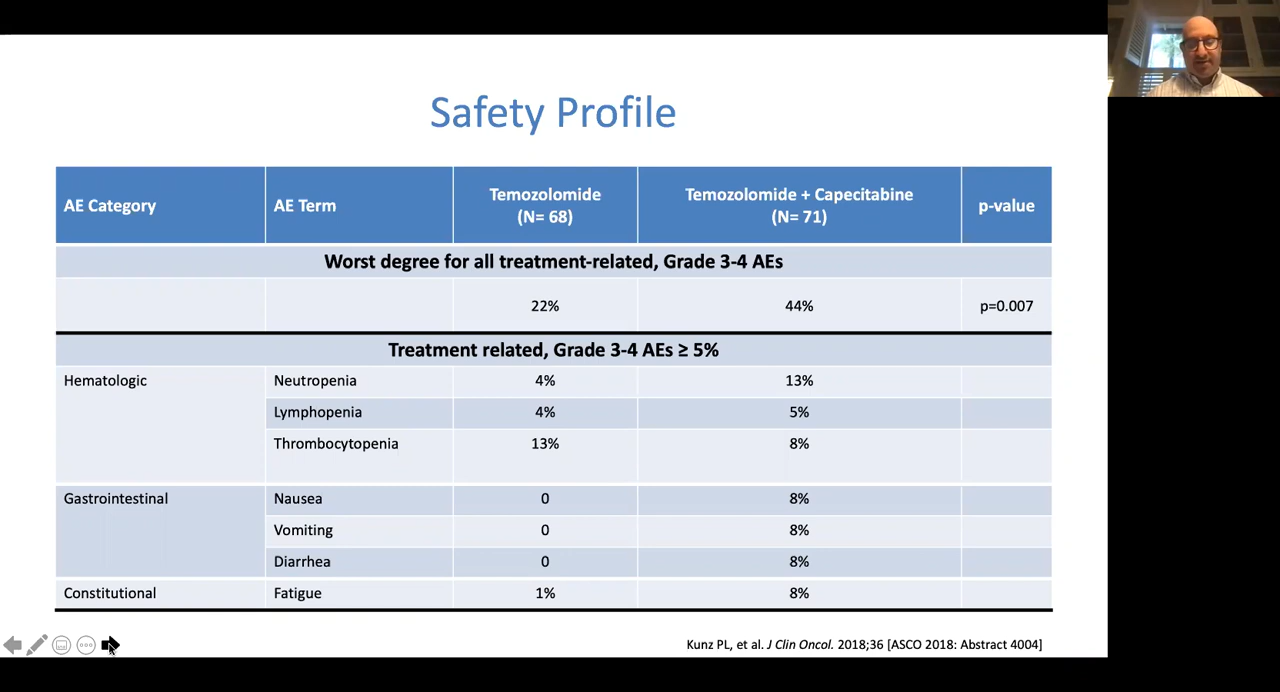 Safety Profile
AE Category AE Term Temozolomide (N= 68) Temozolomide + Capecitabine (N= 71) p-value
Worst degree for all treatment-related, Grade 3-4 AEs
22% 44% p=0.007
Treatment related, Grade 3-4 AEs ≥ 5%
Hematologic Neutropenia 4% 13%
Lymphopenia 4% 5%
Thrombocytopenia 13% 8%
Gastrointestinal Nausea 0 8%
Vomiting 0 8%
Diarrhea 0 8%
Constitutional Fatigue 1% 8%
Kunz PL, et al. J Clin Oncol. 2018;36 [ASCO 2018: Abstract 4004]